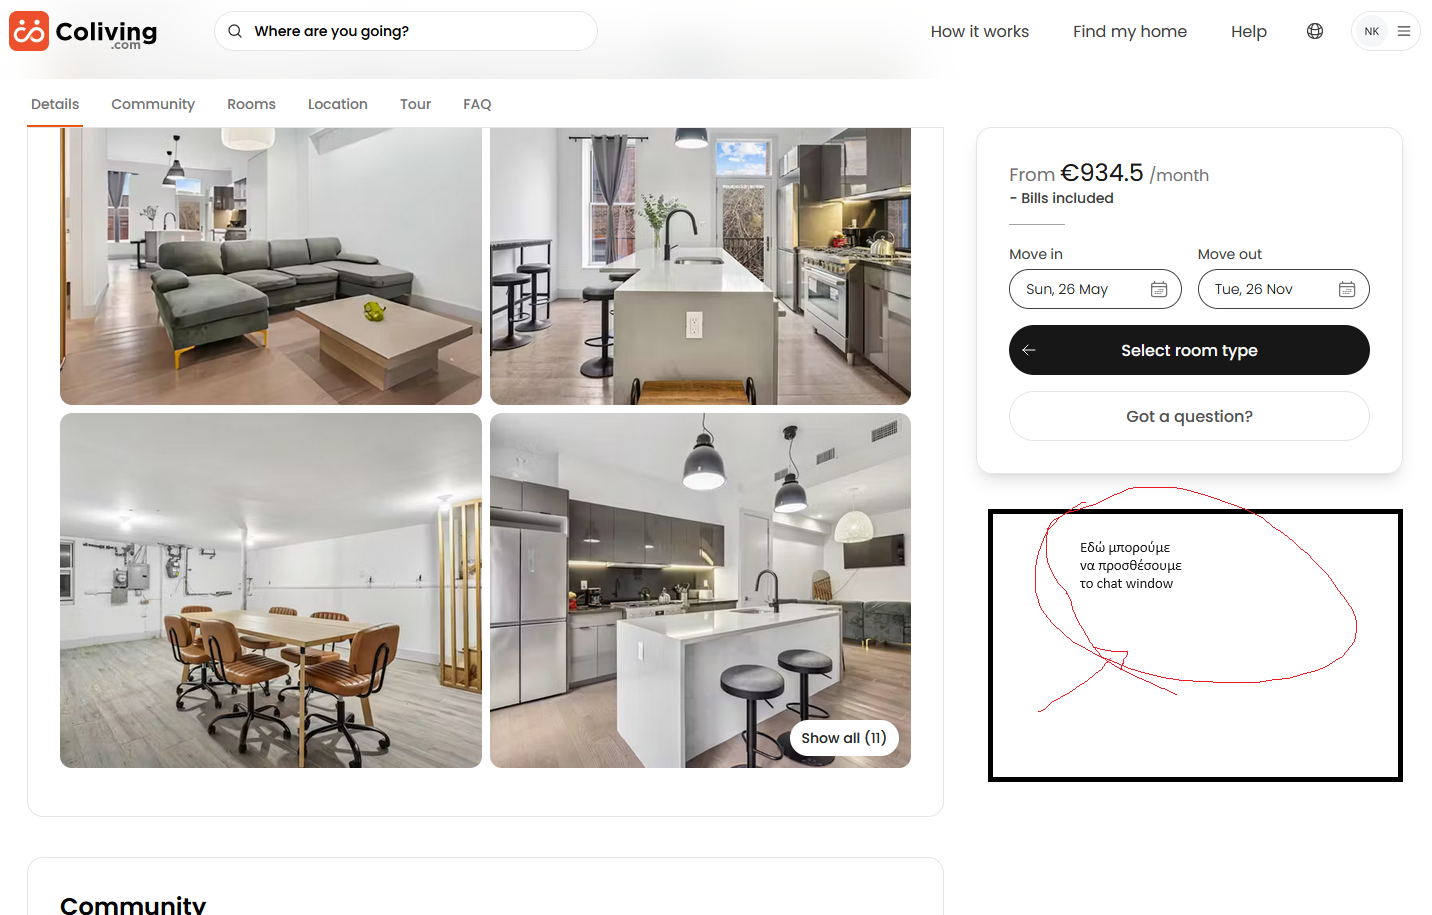 Coliving
.com
Where are you going?
How it works
Find my home
Help
NK
Details
Community
Rooms
Location
Tour
FAQ
From €934.5 /month
- Bills included
Move in
Move out
Sun, 26 May
Tue, 26 Nov
Select room type
Got a question?
Εδώ μπορούμε
να προσθέσουμε
το chat window
Show all (11)
Community